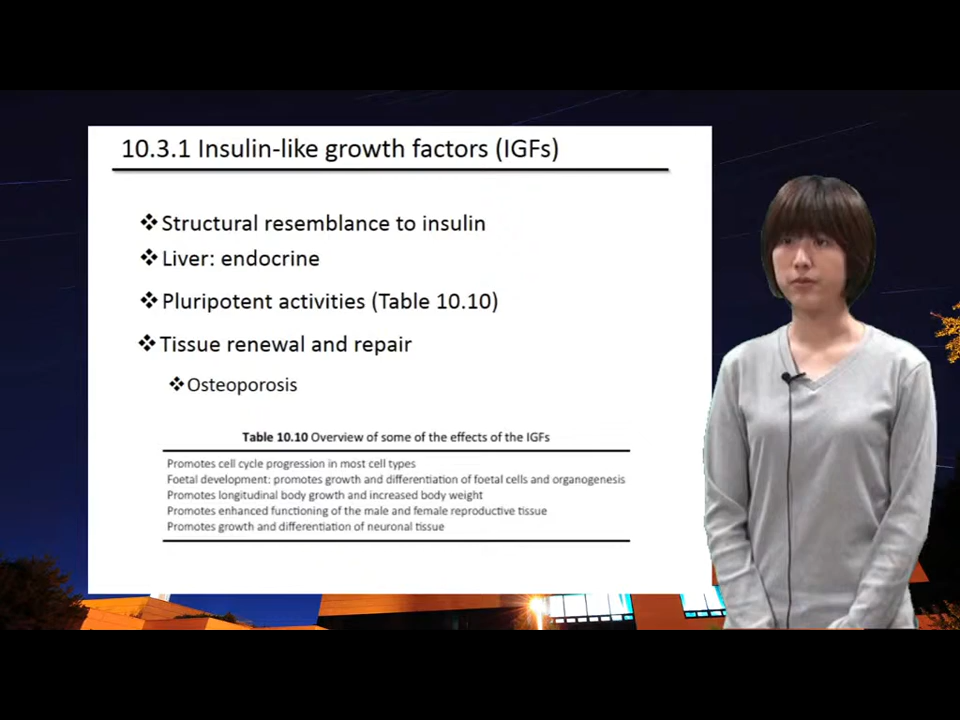 10.3.1 Insulin-like growth factors (IGFs)
❖Structural resemblance to insulin
❖Liver: endocrine
❖Pluripotent activities (Table 10.10)
❖Tissue renewal and repair
❖Osteoporosis
Table 10.10 Overview of some of the effects of the IGFs
Promotes cell cycle progression in most cell types
Foetal development: promotes growth and differentiation of foetal cells and organogenesis
Promotes longitudinal body growth and increased body weight
Promotes enhanced functioning of the male and female reproductive tissue
Promotes growth and differentiation of neuronal tissue